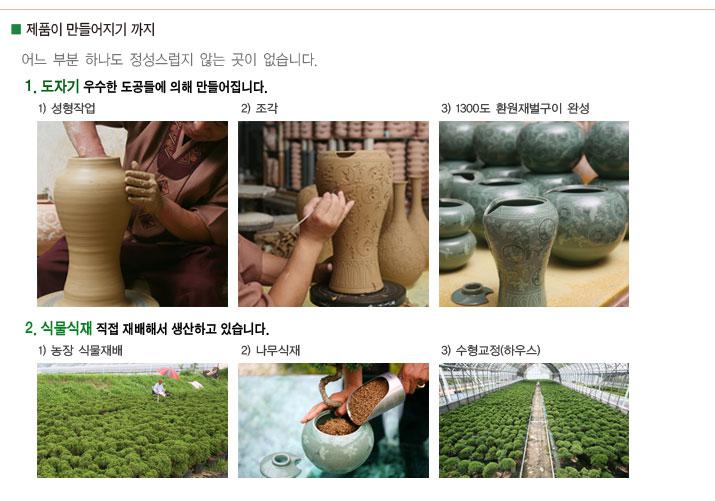 ■ 제품이 만들어지기 까지
어느 부분 하나도 정성스럽지 않는 곳이 없습니다.
1. 도자기 우수한 도공들에 의해 만들어집니다.
1) 성형작업
2) 조각
3) 1300도 환원재벌구이 완성
2. 식물식재 직접 재배해서 생산하고 있습니다.
1) 농장 식물재배
2) 나무식재
3) 수형교정(하우스)